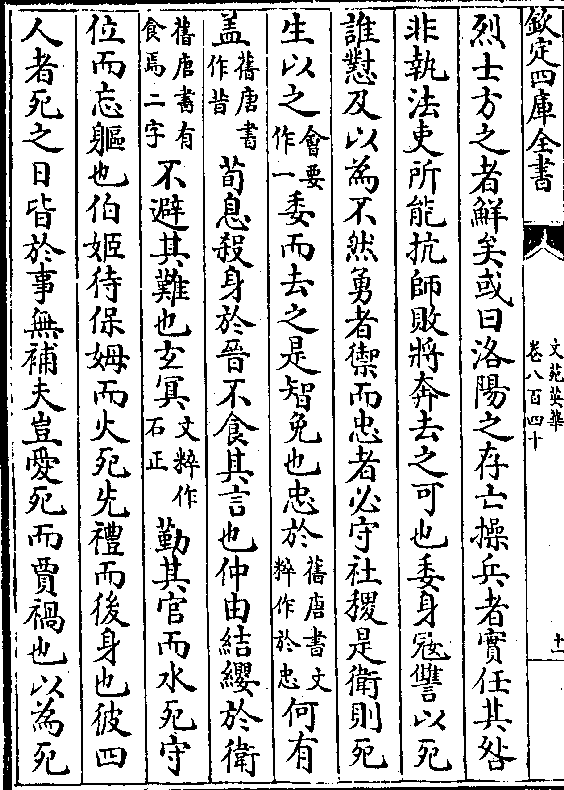 欽定四庫全書
文苑英華
卷八百四十
十
烈士方之者鮮矣或曰洛陽之存亡操兵者實任其咎
非執法吏所能抗師敗將奔去之可也委身寇讐以死
誰懟及以為不然勇者禦而忠者必守社稷是衛則死
生以之會要作一委而去之是智免也忠於舊唐書文粹作於忠何有
盖舊唐書作昔荀息殺身於晉不食其言也仲由結纓於衛
舊唐書有食焉二字不避其難也玄冥文粹作石正勤其官而水死守
位而忘軀也伯姬待保姆而火死先禮而後身也彼四
人者死之日皆於事無補夫豈愛死而賈禍也以為死